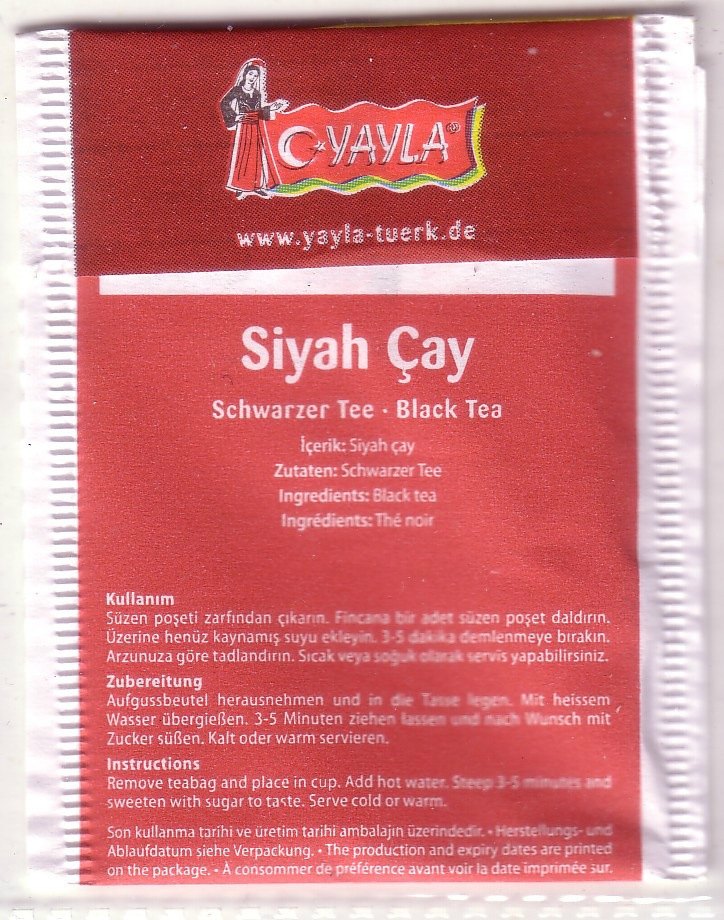 YAYLA®
www.yayla-tuerk.de
Siyah Çay
Schwarzer Tee · Black Tea
İçerik: Siyah çay
Zutaten: Schwarzer Tee
Ingredients: Black tea
Ingrédients: Thé noir
Kullanım
Süzen poşeti zarfından çıkarın. Fincana bir adet süzen poşet daldırın.
Üzerine henüz kaynamış suyu ekleyin. 3-5 dakika demlenmeye bırakın.
Arzunuza göre tadlandırın. Sıcak veya soğuk olarak servis yapabilirsiniz.
Zubereitung
Aufgussbeutel herausnehmen und in die Tasse legen. Mit heissem
Wasser übergießen. 3-5 Minuten ziehen lassen und nach Wunsch mit
Zucker süßen. Kalt oder warm servieren.
Instructions
Remove teabag and place in cup. Add hot water. Steep 3-5 minutes and
sweeten with sugar to taste. Serve cold or warm.
Son kullanma tarihi ve üretim tarihi ambalajın üzerindedir. • Herstellungs- und
Ablaufdatum siehe Verpackung. • The production and expiry dates are printed
on the package. • À consommer de préférence avant voir la date imprimée sur.